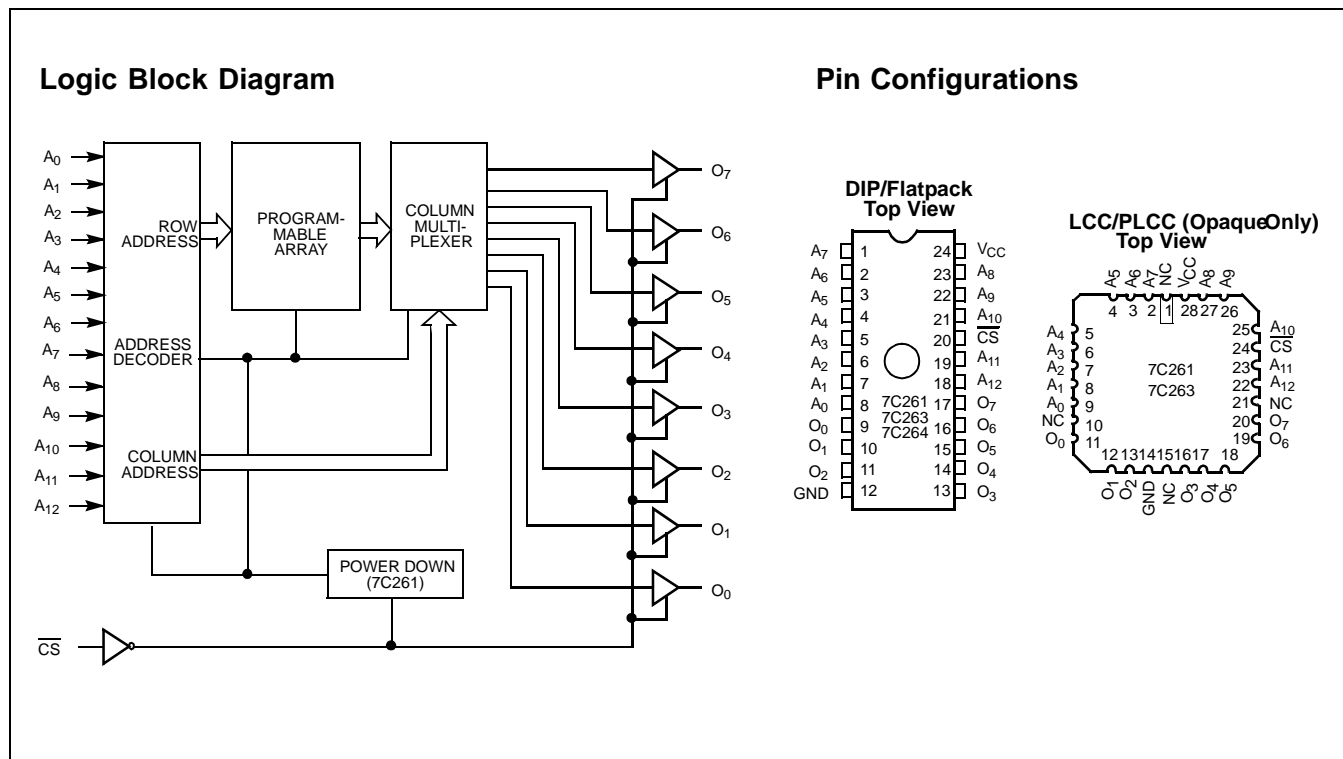 Logic Block Diagram
A0
A1
A2
A3
A4
A5
A6
A7
A8
A9
A10
A11
A12
ROW
ADDRESS
ADDRESS
DECODER
COLUMN
ADDRESS
PROGRAM-
MABLE
ARRAY
COLUMN
MULTI-
PLEXER
POWER DOWN
(7C261)
CS
O7
O6
O5
O4
O3
O2
O1
O0
Pin Configurations
DIP/Flatpack
Top View
A7 1 24 VCC
A6 2 23 A8
A5 3 22 A9
A4 4 21 A10
A3 5 20 CS
A2 6 19 A11
A1 7 18 A12
A0 8 7C261 17 O7
O0 9 7C263 16 O6
O1 10 7C264 15 O5
O2 11 14 O4
GND 12 13 O3
LCC/PLCC (OpaqueOnly)
Top View
A5 A6 A7 NC VCC A8 A9
4 3 2 1 28 27 26
A4 5 25 A10
A3 6 24 CS
A2 7 7C261 23 A11
A1 8 7C263 22 A12
A0 9 21 NC
NC 10 20 O7
O0 11 19 O6
12 13 14 15 16 17 18
O1 O2 GND NC O3 O4 O5